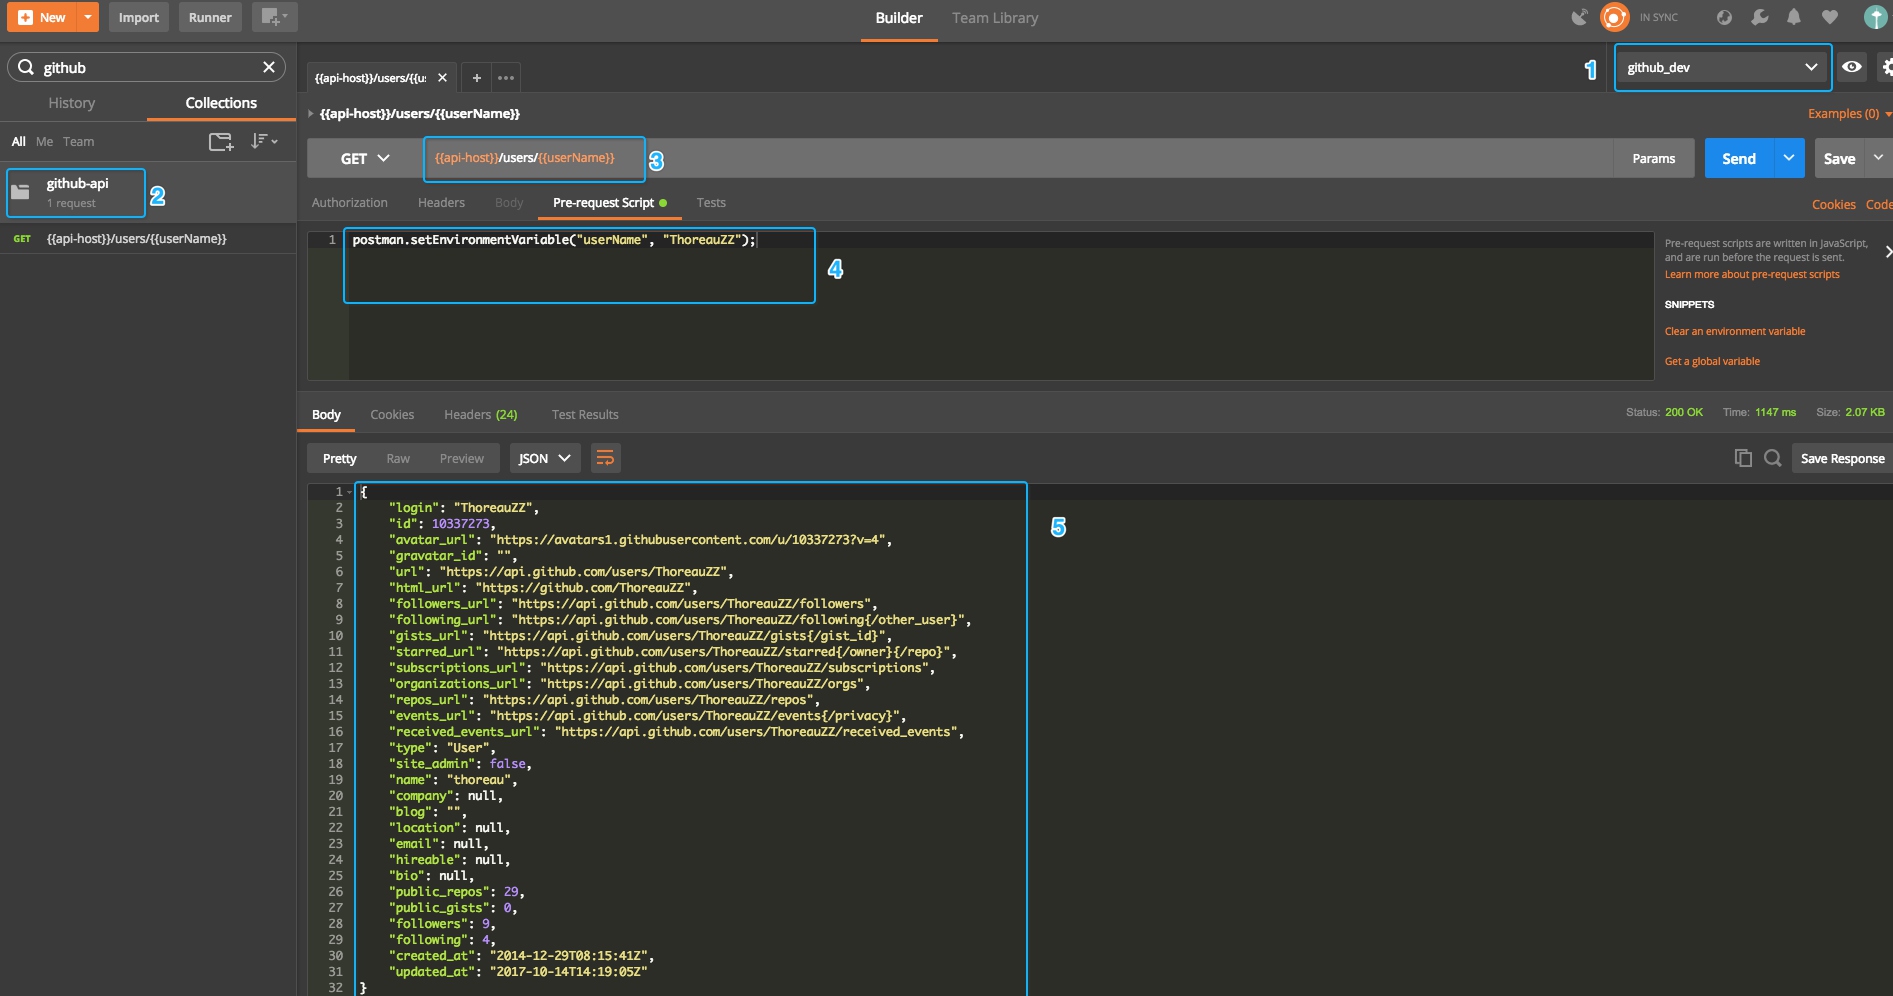 New
Import
Runner
Builder
Team Library
IN SYNC
github
History
Collections
All Me Team
github-api
1 request
2
GET {{api-host}}/users/{{userName}}
{{api-host}}/users/{{u:
+
1
github_dev
{{api-host}}/users/{{userName}}
Examples (0)
GET
{{api-host}}/users/{{userName}}
3
Params
Send
Save
Authorization
Headers
Body
Pre-request Script
Tests
Cookies
Code
1 postman.setEnvironmentVariable("userName", "ThoreauZZ");
4
Pre-request scripts are written in JavaScript,
and are run before the request is sent.
Learn more about pre-request scripts
SNIPPETS
Clear an environment variable
Get a global variable
Body
Cookies
Headers (24)
Test Results
Status: 200 OK
Time: 1147 ms
Size: 2.07 KB
Pretty
Raw
Preview
JSON
Save Response
5
1 {
2 "login": "ThoreauZZ",
3 "id": 10337273,
4 "avatar_url": "https://avatars1.githubusercontent.com/u/10337273?v=4",
5 "gravatar_id": "",
6 "url": "https://api.github.com/users/ThoreauZZ",
7 "html_url": "https://github.com/ThoreauZZ",
8 "followers_url": "https://api.github.com/users/ThoreauZZ/followers",
9 "following_url": "https://api.github.com/users/ThoreauZZ/following{/other_user}",
10 "gists_url": "https://api.github.com/users/ThoreauZZ/gists{/gist_id}",
11 "starred_url": "https://api.github.com/users/ThoreauZZ/starred{/owner}{/repo}",
12 "subscriptions_url": "https://api.github.com/users/ThoreauZZ/subscriptions",
13 "organizations_url": "https://api.github.com/users/ThoreauZZ/orgs",
14 "repos_url": "https://api.github.com/users/ThoreauZZ/repos",
15 "events_url": "https://api.github.com/users/ThoreauZZ/events{/privacy}",
16 "received_events_url": "https://api.github.com/users/ThoreauZZ/received_events",
17 "type": "User",
18 "site_admin": false,
19 "name": "thoreau",
20 "company": null,
21 "blog": "",
22 "location": null,
23 "email": null,
24 "hireable": null,
25 "bio": null,
26 "public_repos": 29,
27 "public_gists": 0,
28 "followers": 9,
29 "following": 4,
30 "created_at": "2014-12-29T08:15:41Z",
31 "updated_at": "2017-10-14T14:19:05Z"
32 }